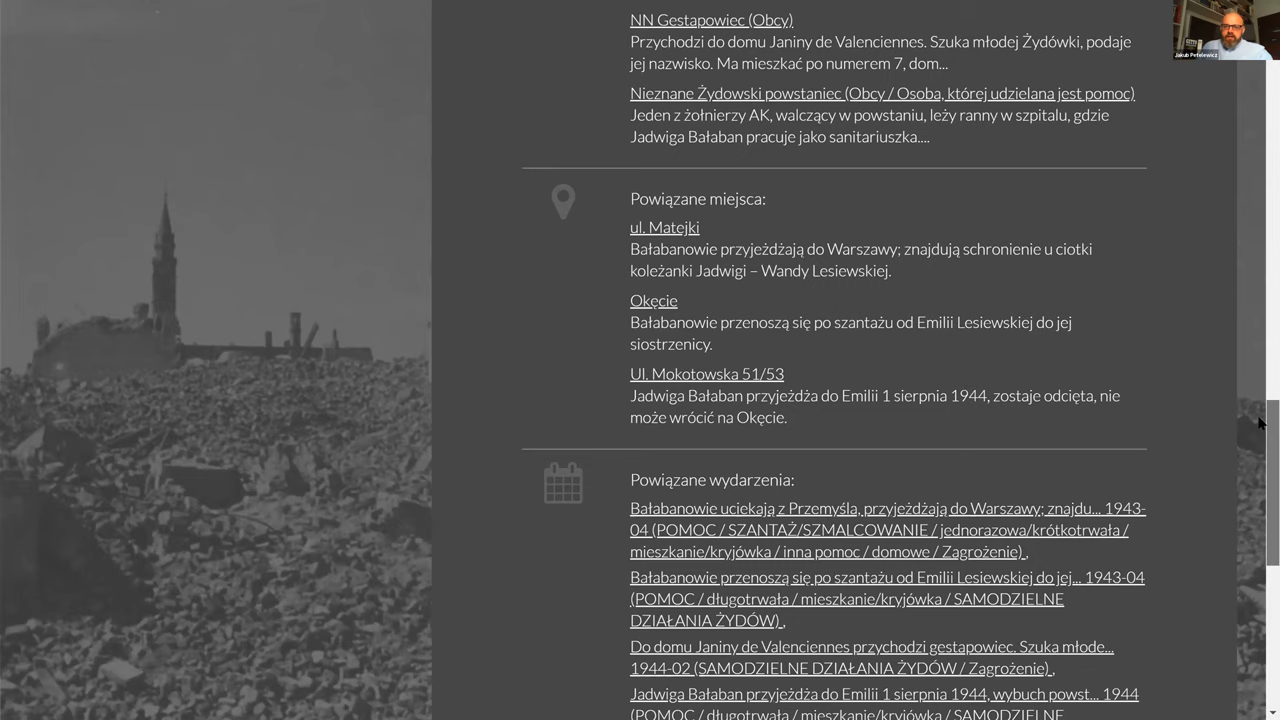 NN Gestapowiec (Obcy)
Przychodzi do domu Janiny de Valenciennes. Szuka młodej Żydówki, podaje
jej nazwisko. Ma mieszkać po numerem 7, dom...
Nieznane Żydowski powstaniec (Obcy / Osoba, której udzielana jest pomoc)
Jeden z żołnierzy AK, walczący w powstaniu, leży ranny w szpitalu, gdzie
Jadwiga Bałaban pracuje jako sanitariuszka....
Powiązane miejsca:
ul. Matejki
Bałabanowie przyjeżdżają do Warszawy; znajdują schronienie u ciotki
koleżanki Jadwigi – Wandy Lesiewskiej.
Okęcie
Bałabanowie przenoszą się po szantażu od Emilii Lesiewskiej do jej
siostrzenicy.
Ul. Mokotowska 51/53
Jadwiga Bałaban przyjeżdża do Emilii 1 sierpnia 1944, zostaje odcięta, nie
może wrócić na Okęcie.
Powiązane wydarzenia:
Bałabanowie uciekają z Przemyśla, przyjeżdżają do Warszawy; znajdu... 1943-
04 (POMOC / SZANTAŻ/SZMALCOWANIE / jednorazowa/krótkotrwała /
mieszkanie/kryjówka / inna pomoc / domowe / Zagrożenie) ,
Bałabanowie przenoszą się po szantażu od Emilii Lesiewskiej do jej... 1943-04
(POMOC / długotrwała / mieszkanie/kryjówka / SAMODZIELNE
DZIAŁANIA ŻYDÓW) ,
Do domu Janiny de Valenciennes przychodzi gestapowiec. Szuka młode...
1944-02 (SAMODZIELNE DZIAŁANIA ŻYDÓW / Zagrożenie) ,
Jadwiga Bałaban przyjeżdża do Emilii 1 sierpnia 1944, wybuch powst... 1944
(POMOC / długotrwała / mieszkanie/kryjówka / SAMODZIELNE
Jakub Petelewicz